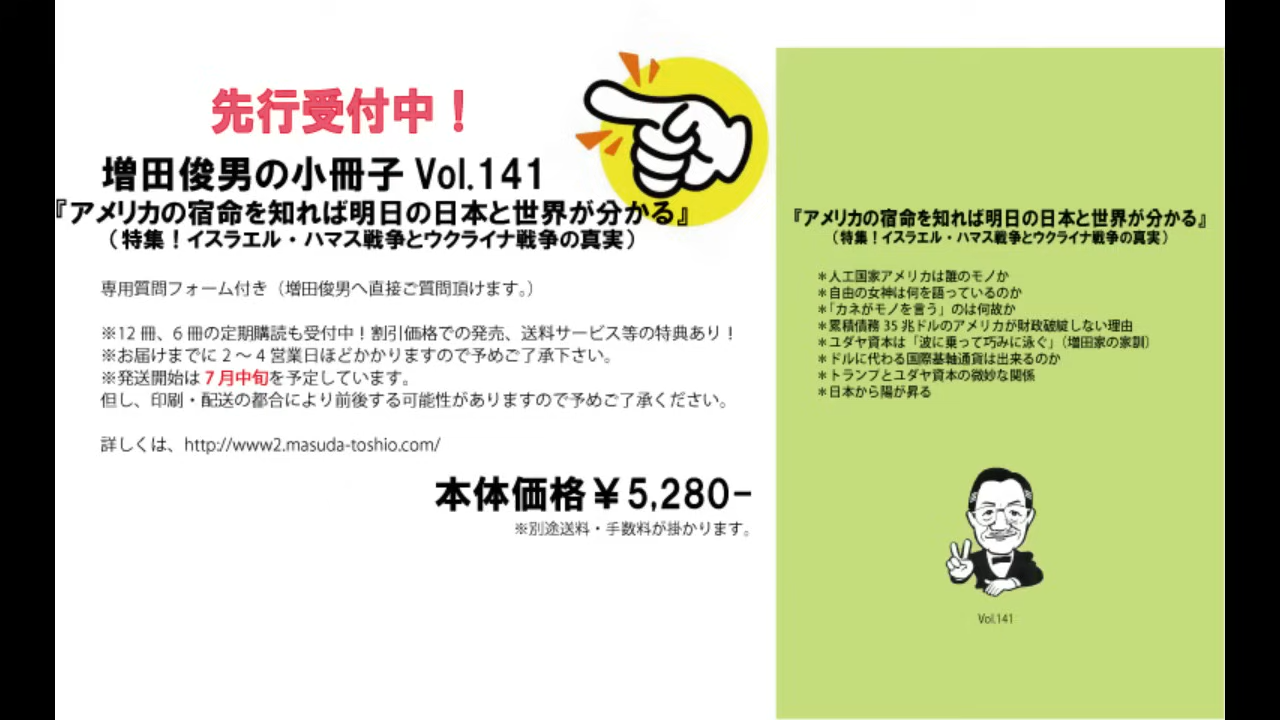 先行受付中！
増田俊男の小冊子 Vol.141
『アメリカの宿命を知れば明日の日本と世界が分かる』
（特集！イスラエル・ハマス戦争とウクライナ戦争の真実）
専用質問フォーム付き（増田俊男へ直接ご質問頂けます。）
※12 冊、6 冊の定期購読も受付中！割引価格での発売、送料サービス等の特典あり！
※お届けまでに 2 ～ 4 営業日ほどかかりますので予めご了承下さい。
※発送開始は 7 月中旬を予定しています。
但し、印刷・配送の都合により前後する可能性がありますので予めご了承ください。
詳しくは、http://www2.masuda-toshio.com/
本体価格￥5,280-
※別途送料・手数料が掛かります。
『アメリカの宿命を知れば明日の日本と世界が分かる』
（特集！イスラエル・ハマス戦争とウクライナ戦争の真実）
＊人工国家アメリカは誰のモノか
＊自由の女神は何を語っているのか
＊「カネがモノを言う」のは何故か
＊累積債務 35 兆ドルのアメリカが財政破綻しない理由
＊ユダヤ資本は「波に乗って巧みに泳ぐ」（増田家の家訓）
＊ドルに代わる国際基軸通貨は出来るのか
＊トランプとユダヤ資本の微妙な関係
＊日本から陽が昇る
Vol.141